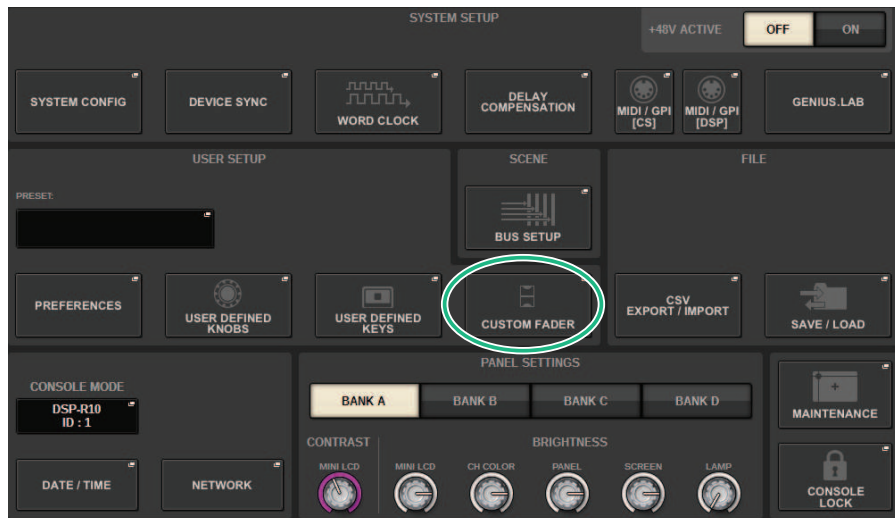 SYSTEM SETUP
+48V ACTIVE
OFF
ON
SYSTEM CONFIG
DEVICE SYNC
WORD CLOCK
DELAY
COMPENSATION
MIDI / GPI
[CS]
MIDI / GPI
[DSP]
GENIUS.LAB
USER SETUP
SCENE
FILE
PRESET:
BUS SETUP
PREFERENCES
USER DEFINED
KNOBS
USER DEFINED
KEYS
CUSTOM FADER
CSV
EXPORT / IMPORT
SAVE / LOAD
CONSOLE MODE
DSP-R10
ID : 1
DATE / TIME
NETWORK
PANEL SETTINGS
BANK A
BANK B
BANK C
BANK D
CONTRAST
BRIGHTNESS
MINI LCD
MINI LCD
CH COLOR
PANEL
SCREEN
LAMP
MAINTENANCE
CONSOLE
LOCK